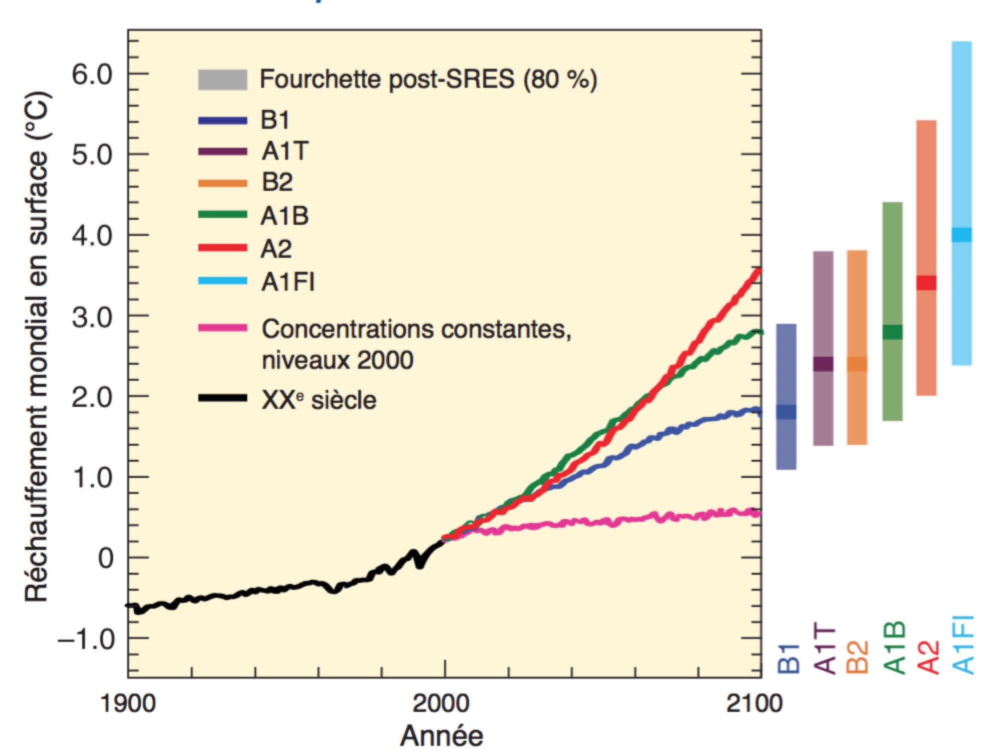 Réchauffement mondial en surface (°C)
6.0
5.0
4.0
3.0
2.0
1.0
0
–1.0
Fourchette post-SRES (80 %)
B1
A1T
B2
A1B
A2
A1FI
Concentrations constantes,
niveaux 2000
XXe siècle
1900
2000
2100
Année
B1
A1T
B2
A1B
A2
A1FI